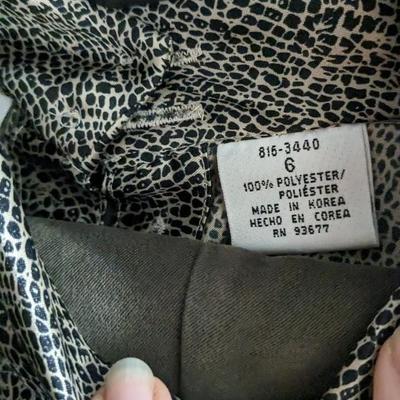 816-3440
6
100% POLYESTER/
POLIÉSTER
MADE IN KOREA
HECHO EN COREA
RN 93677